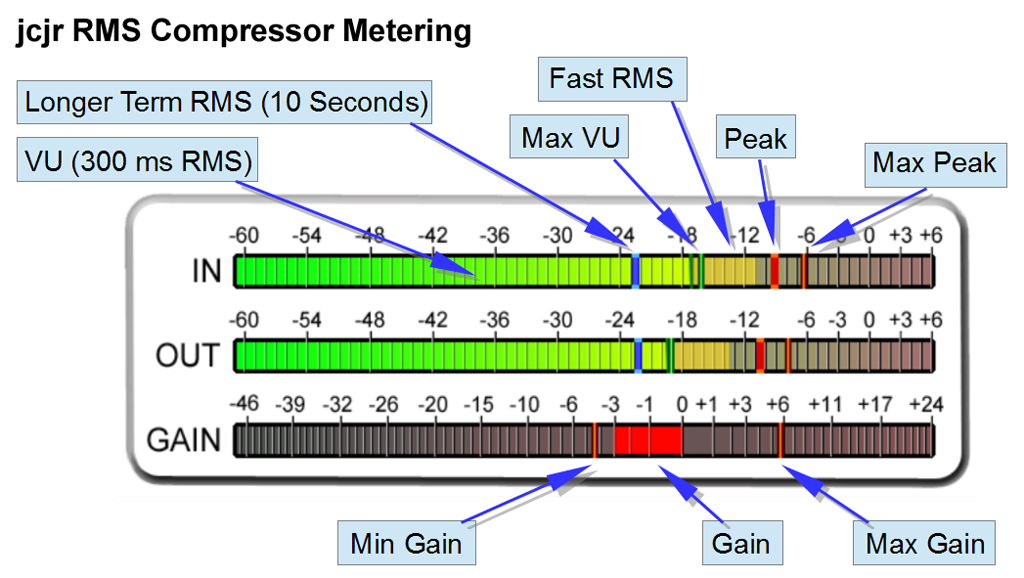 jcjr RMS Compressor Metering
Fast RMS
Longer Term RMS (10 Seconds)
Max VU
Peak
VU (300 ms RMS)
Max Peak
-60 -54 -48 -42 -36 -30 -24 -18 -12 -6 -3 0 +3 +6
IN
-60 -54 -48 -42 -36 -30 -24 -18 -12 -6 -3 0 +3 +6
OUT
-46 -39 -32 -26 -20 -15 -10 -6 -3 -1 0 +1 +3 +6 +11 +17 +24
GAIN
Min Gain
Gain
Max Gain